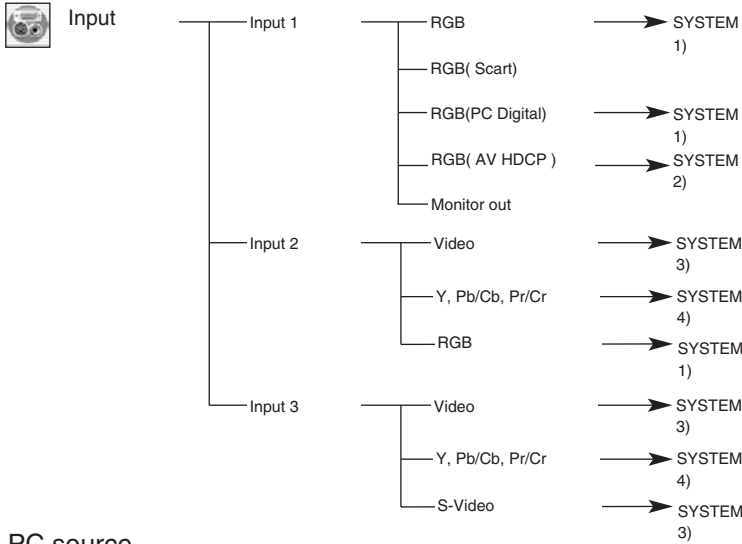 Input
Input 1
RGB
SYSTEM 1)
RGB( Scart)
RGB(PC Digital)
SYSTEM 1)
RGB( AV HDCP )
SYSTEM 2)
Monitor out
Input 2
Video
SYSTEM 3)
Y, Pb/Cb, Pr/Cr
SYSTEM 4)
RGB
SYSTEM 1)
Input 3
Video
SYSTEM 3)
Y, Pb/Cb, Pr/Cr
SYSTEM 4)
S-Video
SYSTEM 3)
PC source